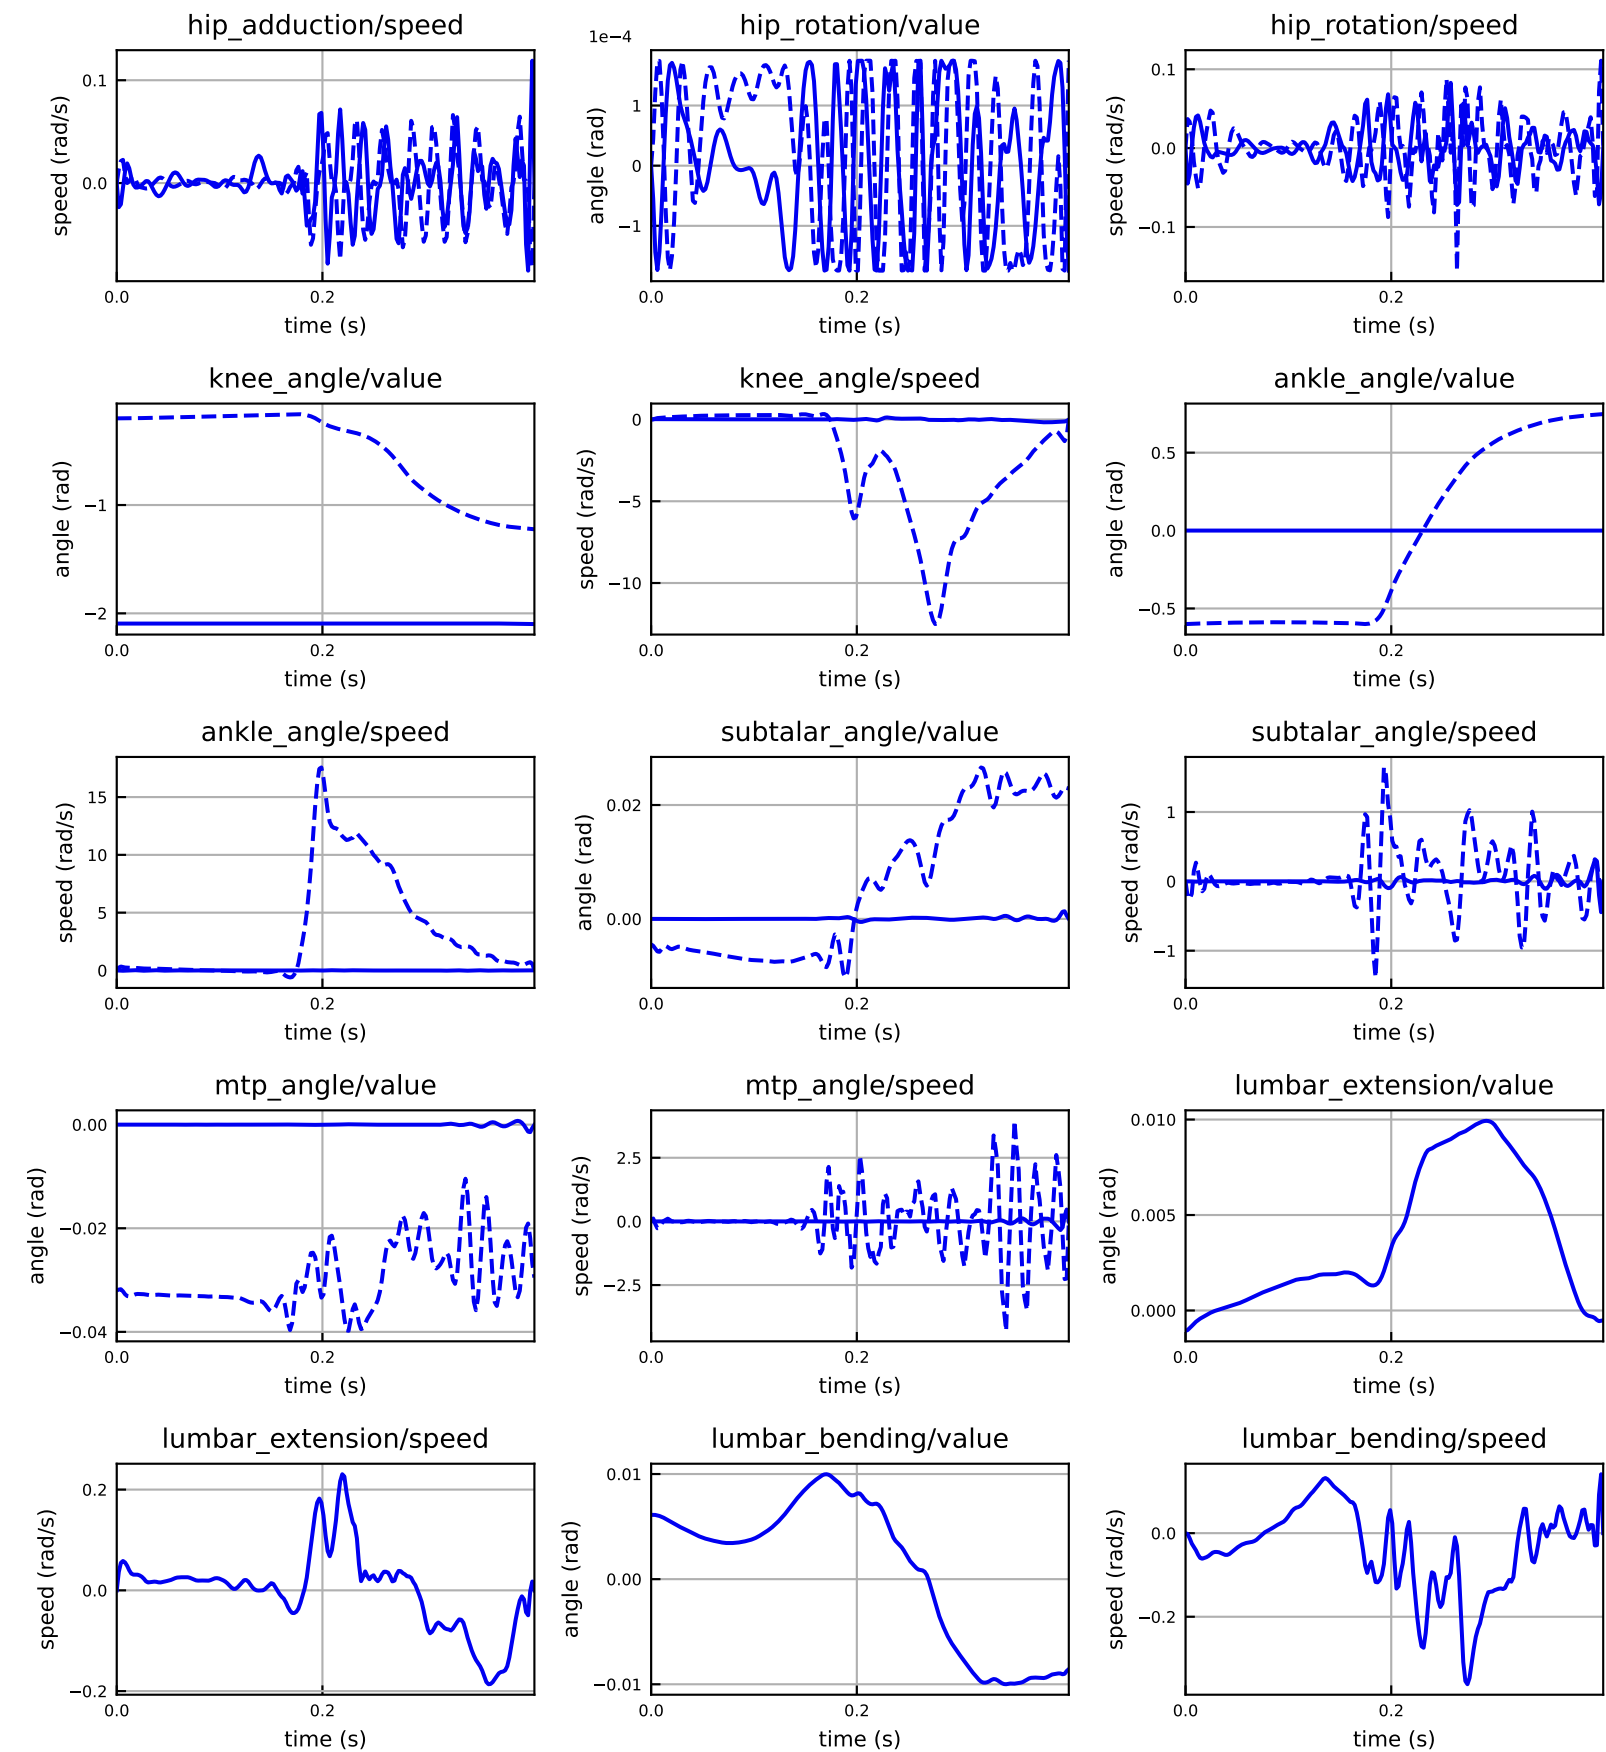 hip_adduction/speed
speed (rad/s)
0.1
0.0
0.0
0.2
time (s)
hip_rotation/value
1e−4
angle (rad)
1
0
−1
0.0
0.2
time (s)
hip_rotation/speed
speed (rad/s)
0.1
0.0
−0.1
0.0
0.2
time (s)
knee_angle/value
angle (rad)
−1
−2
0.0
0.2
time (s)
knee_angle/speed
speed (rad/s)
0
−5
−10
0.0
0.2
time (s)
ankle_angle/value
angle (rad)
0.5
0.0
−0.5
0.0
0.2
time (s)
ankle_angle/speed
speed (rad/s)
15
10
5
0
0.0
0.2
time (s)
subtalar_angle/value
angle (rad)
0.02
0.00
0.0
0.2
time (s)
subtalar_angle/speed
speed (rad/s)
1
0
−1
0.0
0.2
time (s)
mtp_angle/value
angle (rad)
0.00
−0.02
−0.04
0.0
0.2
time (s)
mtp_angle/speed
speed (rad/s)
2.5
0.0
−2.5
0.0
0.2
time (s)
lumbar_extension/value
angle (rad)
0.010
0.005
0.000
0.0
0.2
time (s)
lumbar_extension/speed
speed (rad/s)
0.2
0.0
−0.2
0.0
0.2
time (s)
lumbar_bending/value
angle (rad)
0.01
0.00
−0.01
0.0
0.2
time (s)
lumbar_bending/speed
speed (rad/s)
0.0
−0.2
0.0
0.2
time (s)